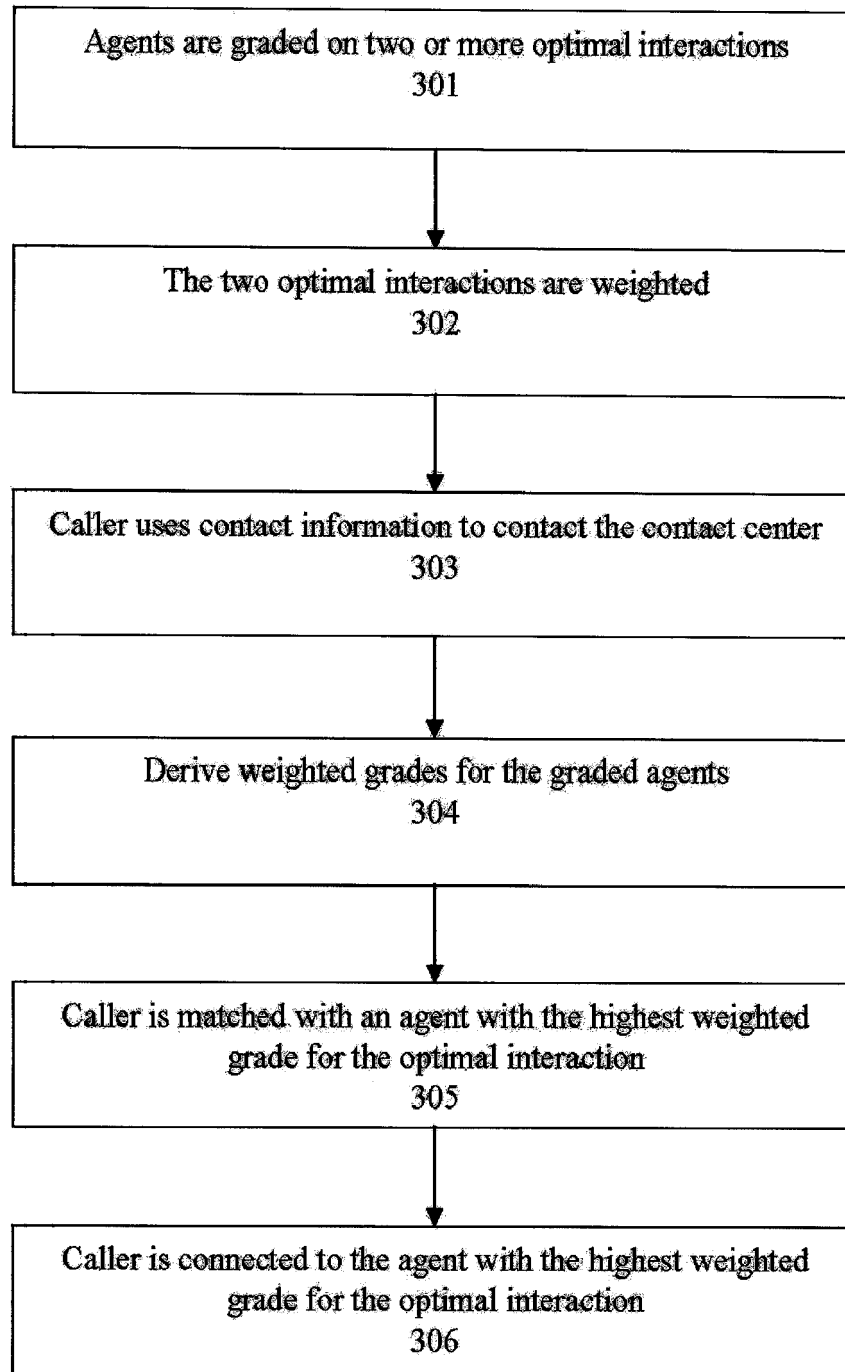 Agents are graded on two or more optimal interactions
301
The two optimal interactions are weighted
302
Caller uses contact information to contact the contact center
303
Derive weighted grades for the graded agents
304
Caller is matched with an agent with the highest weighted
grade for the optimal interaction
305
Caller is connected to the agent with the highest weighted
grade for the optimal interaction
306